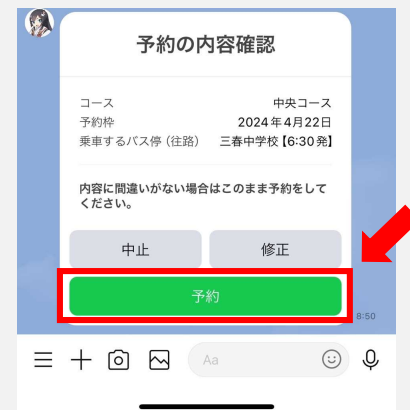 予約の内容確認
コース 中央コース
予約枠 2024年4月22日
乗車するバス停（往路） 三春中学校【6:30発】
内容に間違いがない場合はこのまま予約をして
ください。
中止 修正
予約
8:50
Aa